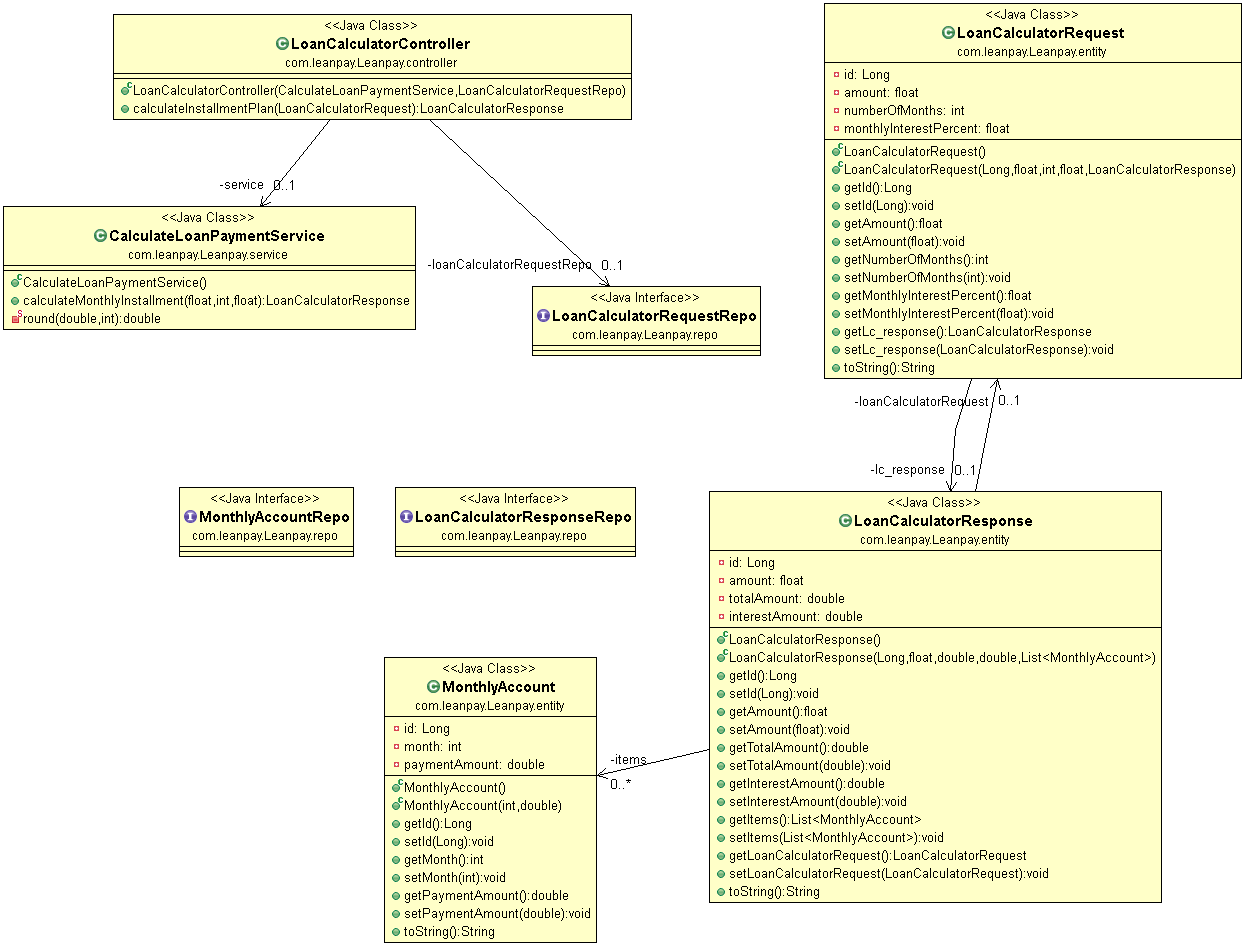 <<Java Class>>
LoanCalculatorController
com.leanpay.Leanpay.controller
LoanCalculatorController(CalculateLoanPaymentService,LoanCalculatorRequestRepo)
calculateInstallmentPlan(LoanCalculatorRequest):LoanCalculatorResponse
<<Java Class>>
LoanCalculatorRequest
com.leanpay.Leanpay.entity
id: Long
amount: float
numberOfMonths: int
monthlyInterestPercent: float
LoanCalculatorRequest()
LoanCalculatorRequest(Long,float,int,float,LoanCalculatorResponse)
getId():Long
setId(Long):void
getAmount():float
setAmount(float):void
getNumberOfMonths():int
setNumberOfMonths(int):void
getMonthlyInterestPercent():float
setMonthlyInterestPercent(float):void
getLc_response():LoanCalculatorResponse
setLc_response(LoanCalculatorResponse):void
toString():String
-service 0..1
<<Java Class>>
CalculateLoanPaymentService
com.leanpay.Leanpay.service
CalculateLoanPaymentService()
calculateMonthlyInstallment(float,int,float):LoanCalculatorResponse
round(double,int):double
-loanCalculatorRequestRepo 0..1
<<Java Interface>>
LoanCalculatorRequestRepo
com.leanpay.Leanpay.repo
-loanCalculatorRequest 0..1
-lc_response 0..1
<<Java Interface>>
MonthlyAccountRepo
com.leanpay.Leanpay.repo
<<Java Interface>>
LoanCalculatorResponseRepo
com.leanpay.Leanpay.repo
<<Java Class>>
LoanCalculatorResponse
com.leanpay.Leanpay.entity
id: Long
amount: float
totalAmount: double
interestAmount: double
LoanCalculatorResponse()
LoanCalculatorResponse(Long,float,double,double,List<MonthlyAccount>)
getId():Long
setId(Long):void
getAmount():float
setAmount(float):void
getTotalAmount():double
setTotalAmount(double):void
getInterestAmount():double
setInterestAmount(double):void
getItems():List<MonthlyAccount>
setItems(List<MonthlyAccount>):void
getLoanCalculatorRequest():LoanCalculatorRequest
setLoanCalculatorRequest(LoanCalculatorRequest):void
toString():String
-items
0..*
<<Java Class>>
MonthlyAccount
com.leanpay.Leanpay.entity
id: Long
month: int
paymentAmount: double
MonthlyAccount()
MonthlyAccount(int,double)
getId():Long
setId(Long):void
getMonth():int
setMonth(int):void
getPaymentAmount():double
setPaymentAmount(double):void
toString():String